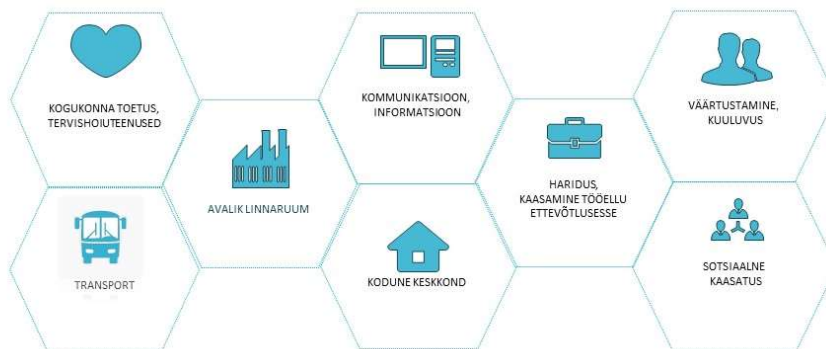 KOGUKONNA TOETUS,
TERVISHOIUTEENUSED
KOMMUNIKATSIOON,
INFORMATSIOON
VÄÄRTUSTAMINE,
KUULUVUS
AVALIK LINNARUUM
HARIDUS,
KAASAMINE TÖÖELLU
ETTEVÕTLUSESSE
TRANSPORT
KODUNE KESKKOND
SOTSIAALNE
KAASATUS